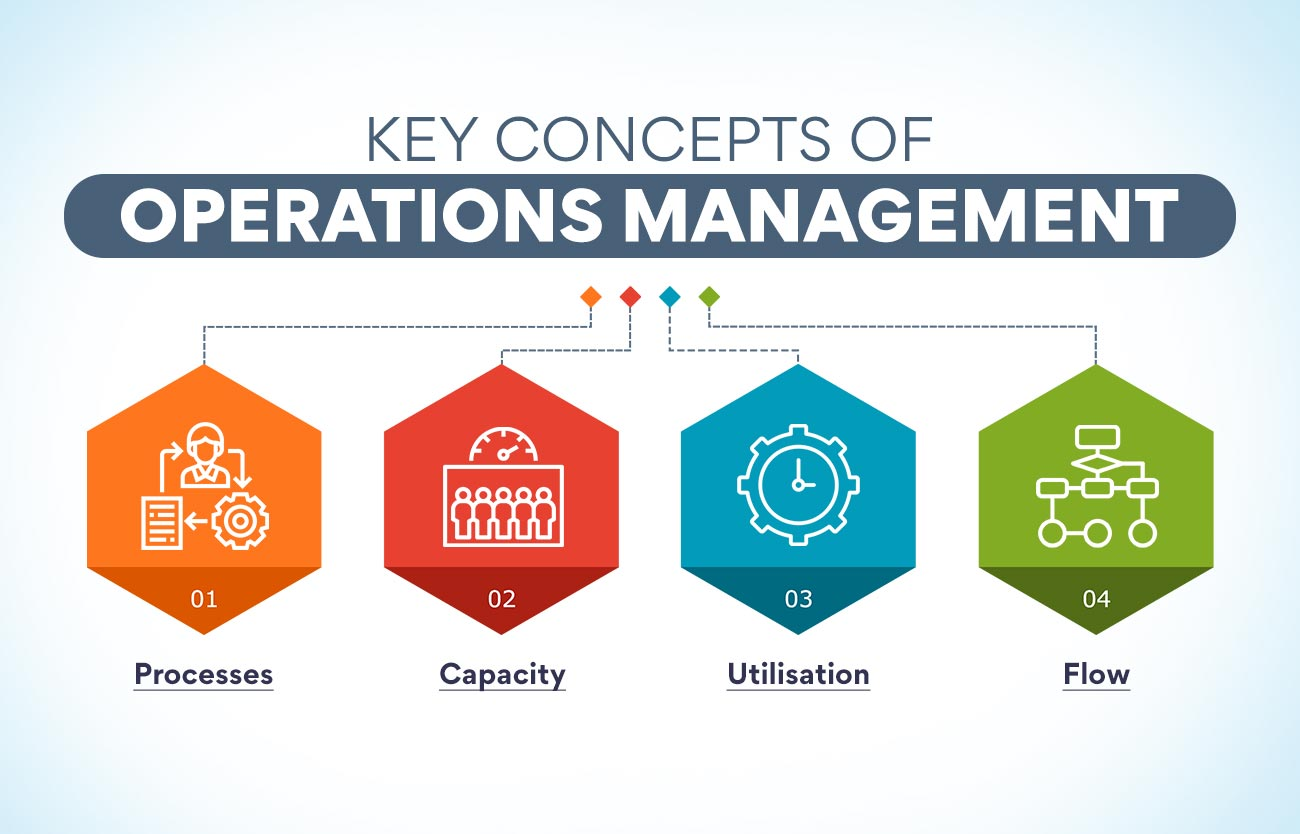 KEY CONCEPTS OF
OPERATIONS MANAGEMENT
01
Processes
02
Capacity
03
Utilisation
04
Flow